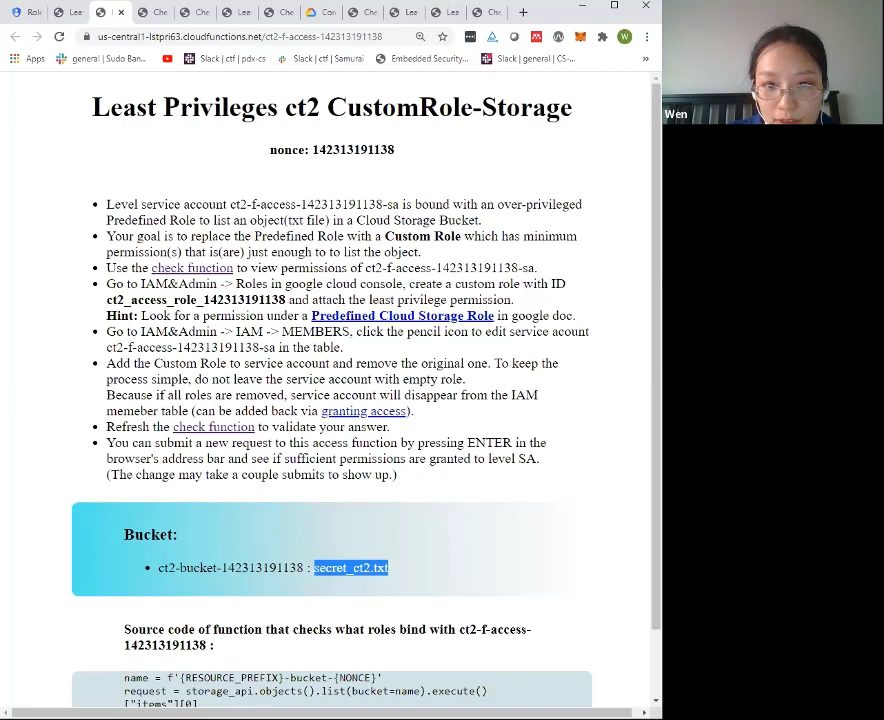 Role
Lea
Che
Che
Lea
Che
Con
Che
Lea
Lea
Che
us-central1-lstpri63.cloudfunctions.net/ct2-f-access-142313191138
W
Apps
general | Sudo Ban...
Slack | ctf | pdx-cs
Slack | ctf | Samurai
Embedded Security...
Slack | general | CS-...
»
Least Privileges ct2 CustomRole-Storage
nonce: 142313191138
• Level service account ct2-f-access-142313191138-sa is bound with an over-privileged
Predefined Role to list an object(txt file) in a Cloud Storage Bucket.
• Your goal is to replace the Predefined Role with a Custom Role which has minimum
permission(s) that is(are) just enough to to list the object.
• Use the check function to view permissions of ct2-f-access-142313191138-sa.
• Go to IAM&Admin -> Roles in google cloud console, create a custom role with ID
ct2_access_role_142313191138 and attach the least privilege permission.
Hint: Look for a permission under a Predefined Cloud Storage Role in google doc.
• Go to IAM&Admin -> IAM -> MEMBERS, click the pencil icon to edit service acount
ct2-f-access-142313191138-sa in the table.
• Add the Custom Role to service account and remove the original one. To keep the
process simple, do not leave the service account with empty role.
Because if all roles are removed, service account will disappear from the IAM
memeber table (can be added back via granting access).
• Refresh the check function to validate your answer.
• You can submit a new request to this access function by pressing ENTER in the
browser's address bar and see if sufficient permissions are granted to level SA.
(The change may take a couple submits to show up.)
Bucket:
• ct2-bucket-142313191138 : secret_ct2.txt
Source code of function that checks what roles bind with ct2-f-access-
142313191138 :
name = f'{RESOURCE_PREFIX}-bucket-{NONCE}'
request = storage_api.objects().list(bucket=name).execute()
["items"][0]
Wen